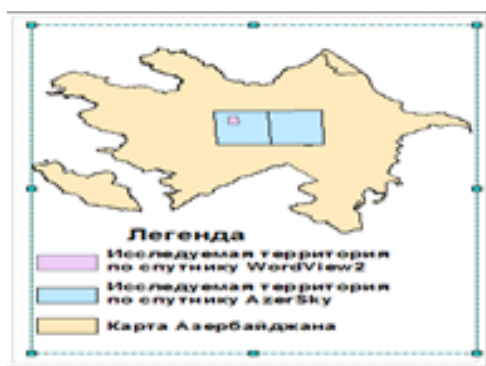 Легенда
Исследуемая территория
по спутнику WordView2
Исследуемая территория
по спутнику AzerSky
Карта Азербайджана